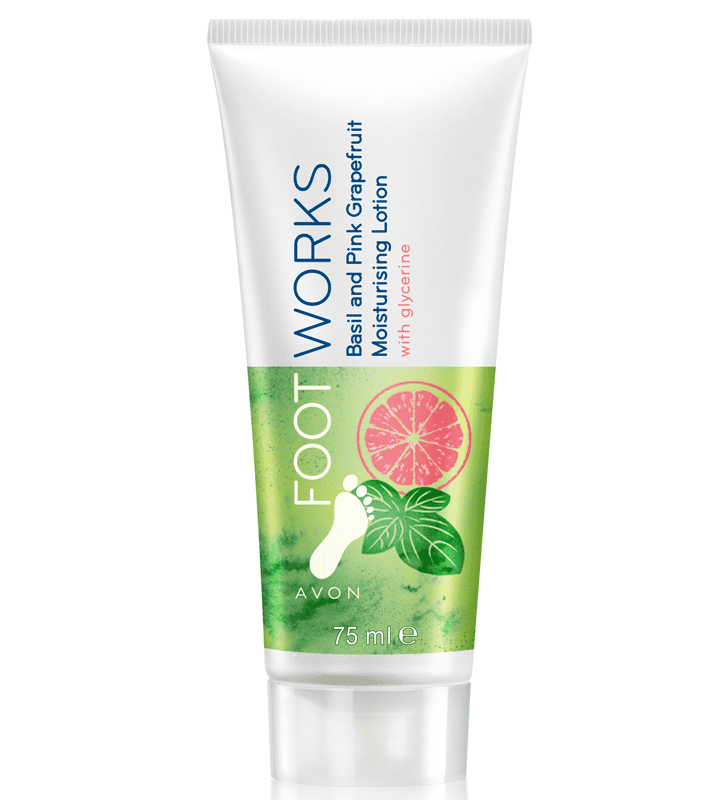 FOOT WORKS
Basil and Pink Grapefruit
Moisturising Lotion
with glycerine
AVON
75 ml ℮